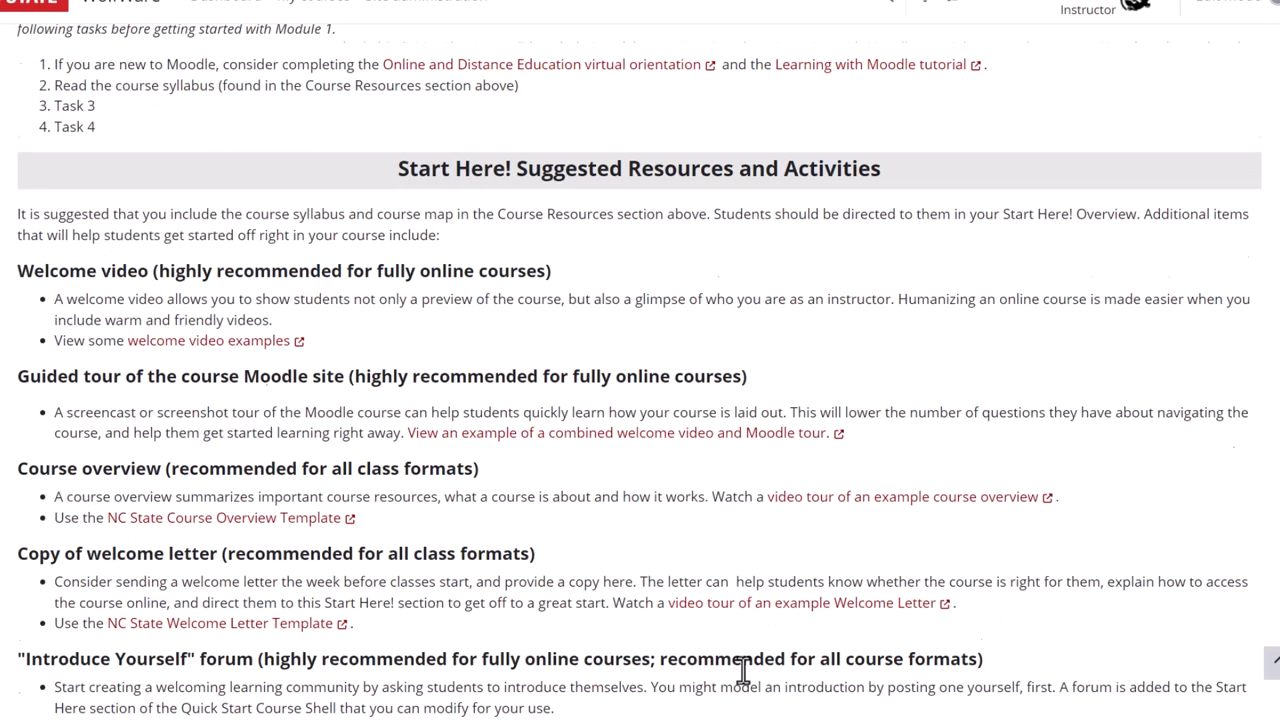 STATE WolfWare Dashboard My courses Site administration
Instructor Edit mode
following tasks before getting started with Module 1.
1. If you are new to Moodle, consider completing the Online and Distance Education virtual orientation and the Learning with Moodle tutorial .
2. Read the course syllabus (found in the Course Resources section above)
3. Task 3
4. Task 4
Start Here! Suggested Resources and Activities
It is suggested that you include the course syllabus and course map in the Course Resources section above. Students should be directed to them in your Start Here! Overview. Additional items
that will help students get started off right in your course include:
Welcome video (highly recommended for fully online courses)
• A welcome video allows you to show students not only a preview of the course, but also a glimpse of who you are as an instructor. Humanizing an online course is made easier when you
include warm and friendly videos.
• View some welcome video examples
Guided tour of the course Moodle site (highly recommended for fully online courses)
• A screencast or screenshot tour of the Moodle course can help students quickly learn how your course is laid out. This will lower the number of questions they have about navigating the
course, and help them get started learning right away. View an example of a combined welcome video and Moodle tour.
Course overview (recommended for all class formats)
• A course overview summarizes important course resources, what a course is about and how it works. Watch a video tour of an example course overview .
• Use the NC State Course Overview Template
Copy of welcome letter (recommended for all class formats)
• Consider sending a welcome letter the week before classes start, and provide a copy here. The letter can help students know whether the course is right for them, explain how to access
the course online, and direct them to this Start Here! section to get off to a great start. Watch a video tour of an example Welcome Letter .
• Use the NC State Welcome Letter Template .
"Introduce Yourself" forum (highly recommended for fully online courses; recommended for all course formats)
• Start creating a welcoming learning community by asking students to introduce themselves. You might model an introduction by posting one yourself, first. A forum is added to the Start
Here section of the Quick Start Course Shell that you can modify for your use.